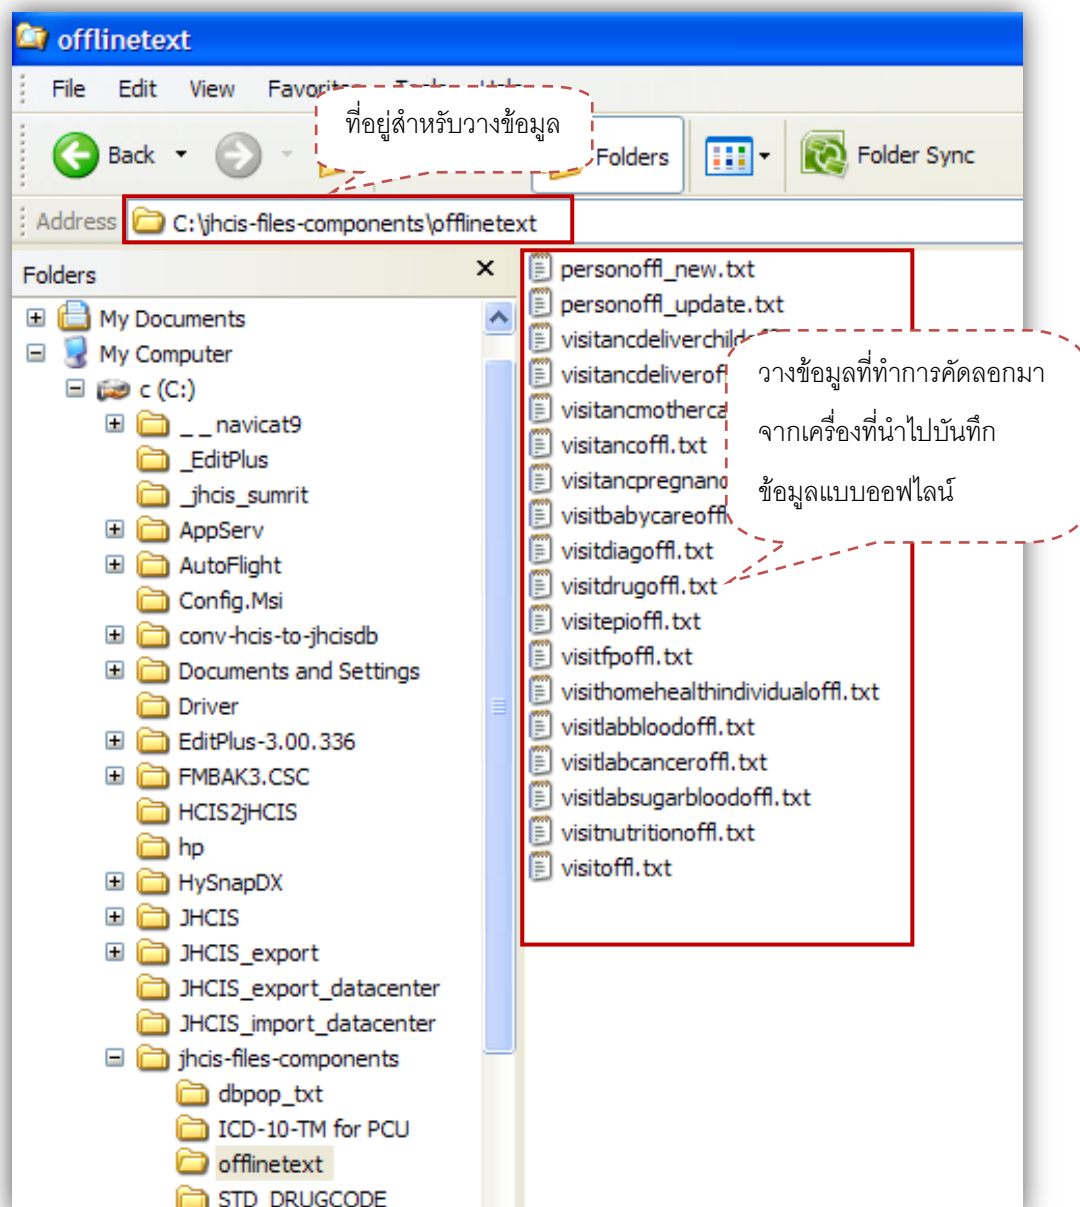 offlinetext
File Edit View Favorites
ที่อยู่สำหรับวางข้อมูล
Back Folders Folder Sync
Address C:\jhcis-files-components\offlinetext
Folders
My Documents
My Computer
c (C:)
_ _ navicat9
_EditPlus
_jhcis_sumrit
AppServ
AutoFlight
Config.Msi
conv-hcis-to-jhcisdb
Documents and Settings
Driver
EditPlus-3.00.336
FMBAK3.CSC
HCIS2jHCIS
hp
HySnapDX
JHCIS
JHCIS_export
JHCIS_export_datacenter
JHCIS_import_datacenter
jhcis-files-components
dbpop_txt
ICD-10-TM for PCU
offlinetext
STD_DRUGCODE
personoffl_new.txt
personoffl_update.txt
visitancdeliverchildoff
visitancdeliverof
visitancmotherca
visitancoffl.txt
visitancpregnanc
visitbabycareoffl
visitdiagoffl.txt
visitdrugoffl.txt
visitepioffl.txt
visitfpoffl.txt
visithomehealthindividualoffl.txt
visitlabbloodoffl.txt
visitlabcanceroffl.txt
visitlabsugarbloodoffl.txt
visitnutritionoffl.txt
visitoffl.txt
วางข้อมูลที่ทำการคัดลอกมา
จากเครื่องที่นำไปบันทึก
ข้อมูลแบบออฟไลน์